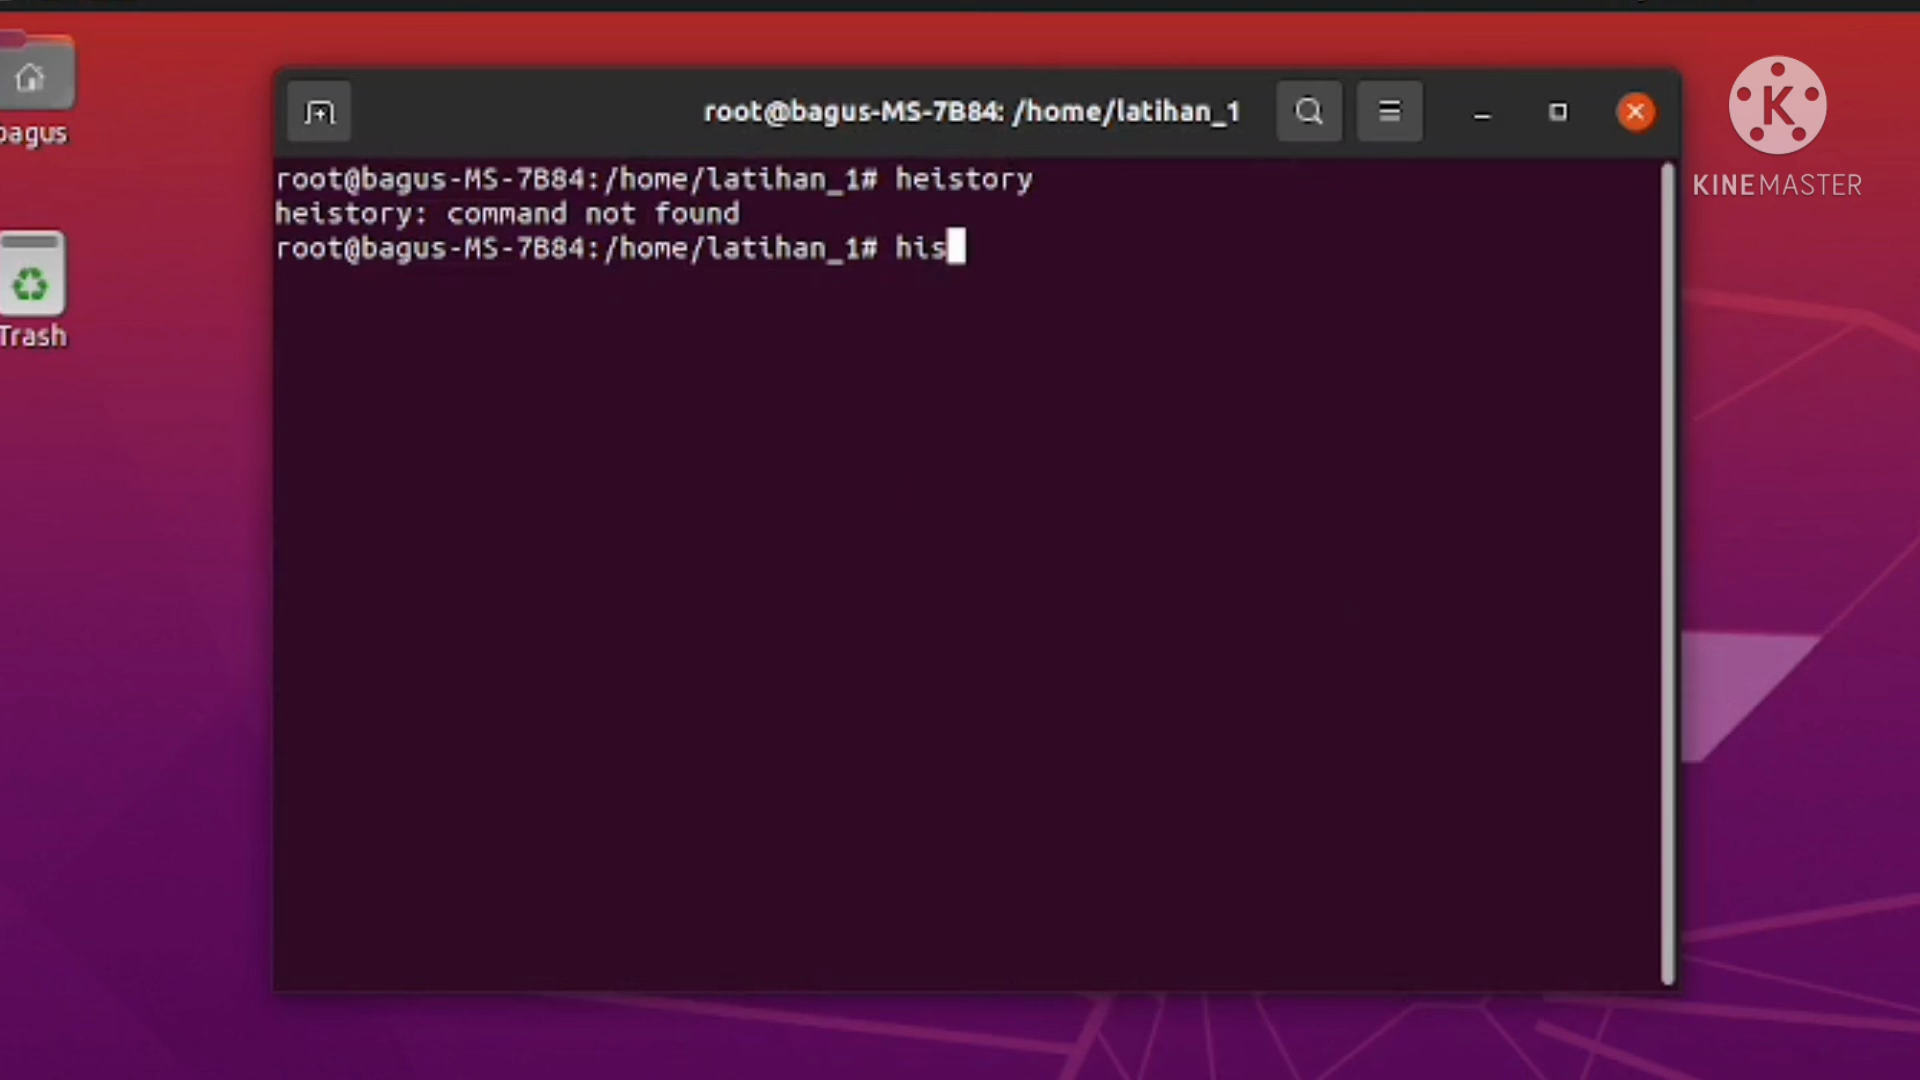 root@bagus-MS-7B84: /home/latihan_1
root@bagus-MS-7B84:/home/latihan_1# heistory
heistory: command not found
root@bagus-MS-7B84:/home/latihan_1# his
bagus
Trash
K
KINEMASTER